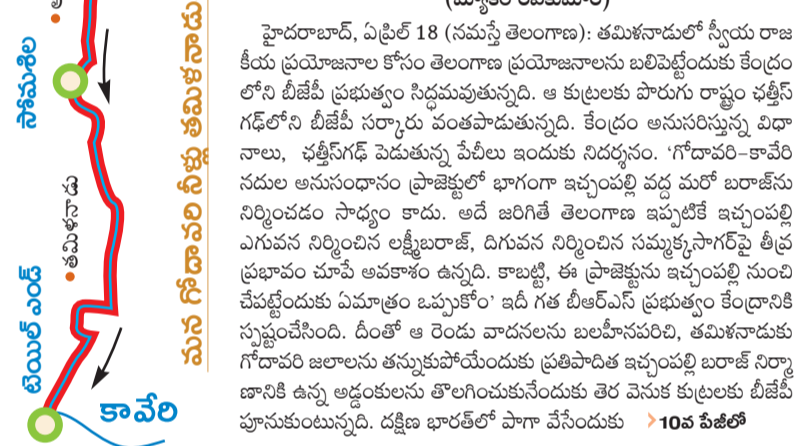 సోమశిల
తమిళనాడు
టెయిల్ ఎండ్
కావేరి
మన గోదావరి నీళ్లు తమిళనాడు
హైదరాబాద్, ఏప్రిల్ 18 (నమస్తే తెలంగాణ): తమిళనాడులో స్వీయ రాజ
కీయ ప్రయోజనాల కోసం తెలంగాణ ప్రయోజనాలను బలిపెట్టేందుకు కేంద్రం
లోని బీజేపీ ప్రభుత్వం సిద్ధమవుతున్నది. ఆ కుట్రలకు పొరుగు రాష్ట్రం ఛత్తీస్
గఢ్‌లోని బీజేపీ సర్కారు వంతపాడుతున్నది. కేంద్రం అనుసరిస్తున్న విధా
నాలు, ఛత్తీస్‌గఢ్ పెడుతున్న పేచీలు ఇందుకు నిదర్శనం. 'గోదావరి-కావేరి
నదుల అనుసంధానం ప్రాజెక్టులో భాగంగా ఇచ్చంపల్లి వద్ద మరో బరాజ్‌ను
నిర్మించడం సాధ్యం కాదు. అదే జరిగితే తెలంగాణ ఇప్పటికే ఇచ్చంపల్లి
ఎగువన నిర్మించిన లక్ష్మీబరాజ్, దిగువన నిర్మించిన సమ్మక్కసాగర్‌పై తీవ్ర
ప్రభావం చూపే అవకాశం ఉన్నది. కాబట్టి, ఈ ప్రాజెక్టును ఇచ్చంపల్లి నుంచి
చేపట్టేందుకు ఏమాత్రం ఒప్పుకోం' ఇదీ గత బీఆర్ఎస్ ప్రభుత్వం కేంద్రానికి
స్పష్టంచేసింది. దీంతో ఆ రెండు వాదనలను బలహీనపరిచి, తమిళనాడుకు
గోదావరి జలాలను తన్నుకుపోయేందుకు ప్రతిపాదిత ఇచ్చంపల్లి బరాజ్ నిర్మా
ణానికి ఉన్న అడ్డంకులను తొలగించుకునేందుకు తెర వెనుక కుట్రలకు బీజేపీ
పూనుకుంటున్నది. దక్షిణ భారత్‌లో పాగా వేసేందుకు >10వ పేజీలో